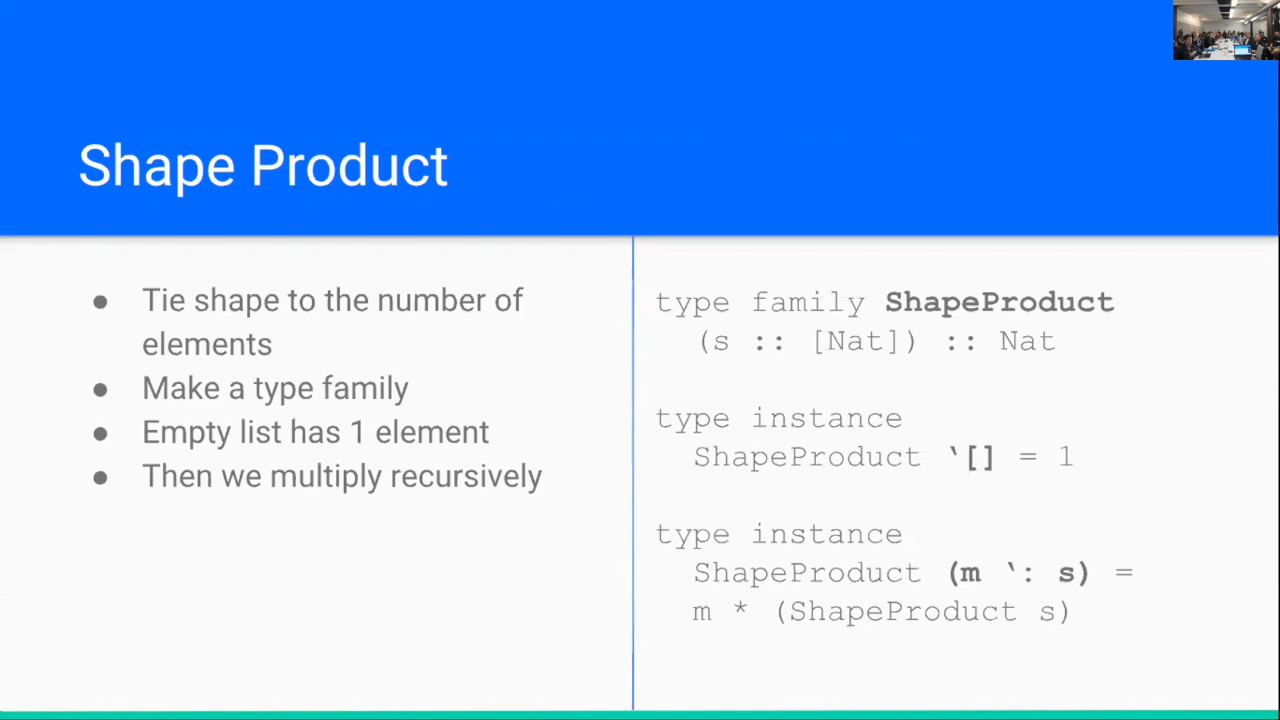 Shape Product
● Tie shape to the number of
elements
● Make a type family
● Empty list has 1 element
● Then we multiply recursively
type family ShapeProduct
(s :: [Nat]) :: Nat
type instance
ShapeProduct ‘[] = 1
type instance
ShapeProduct (m ‘: s) =
m * (ShapeProduct s)